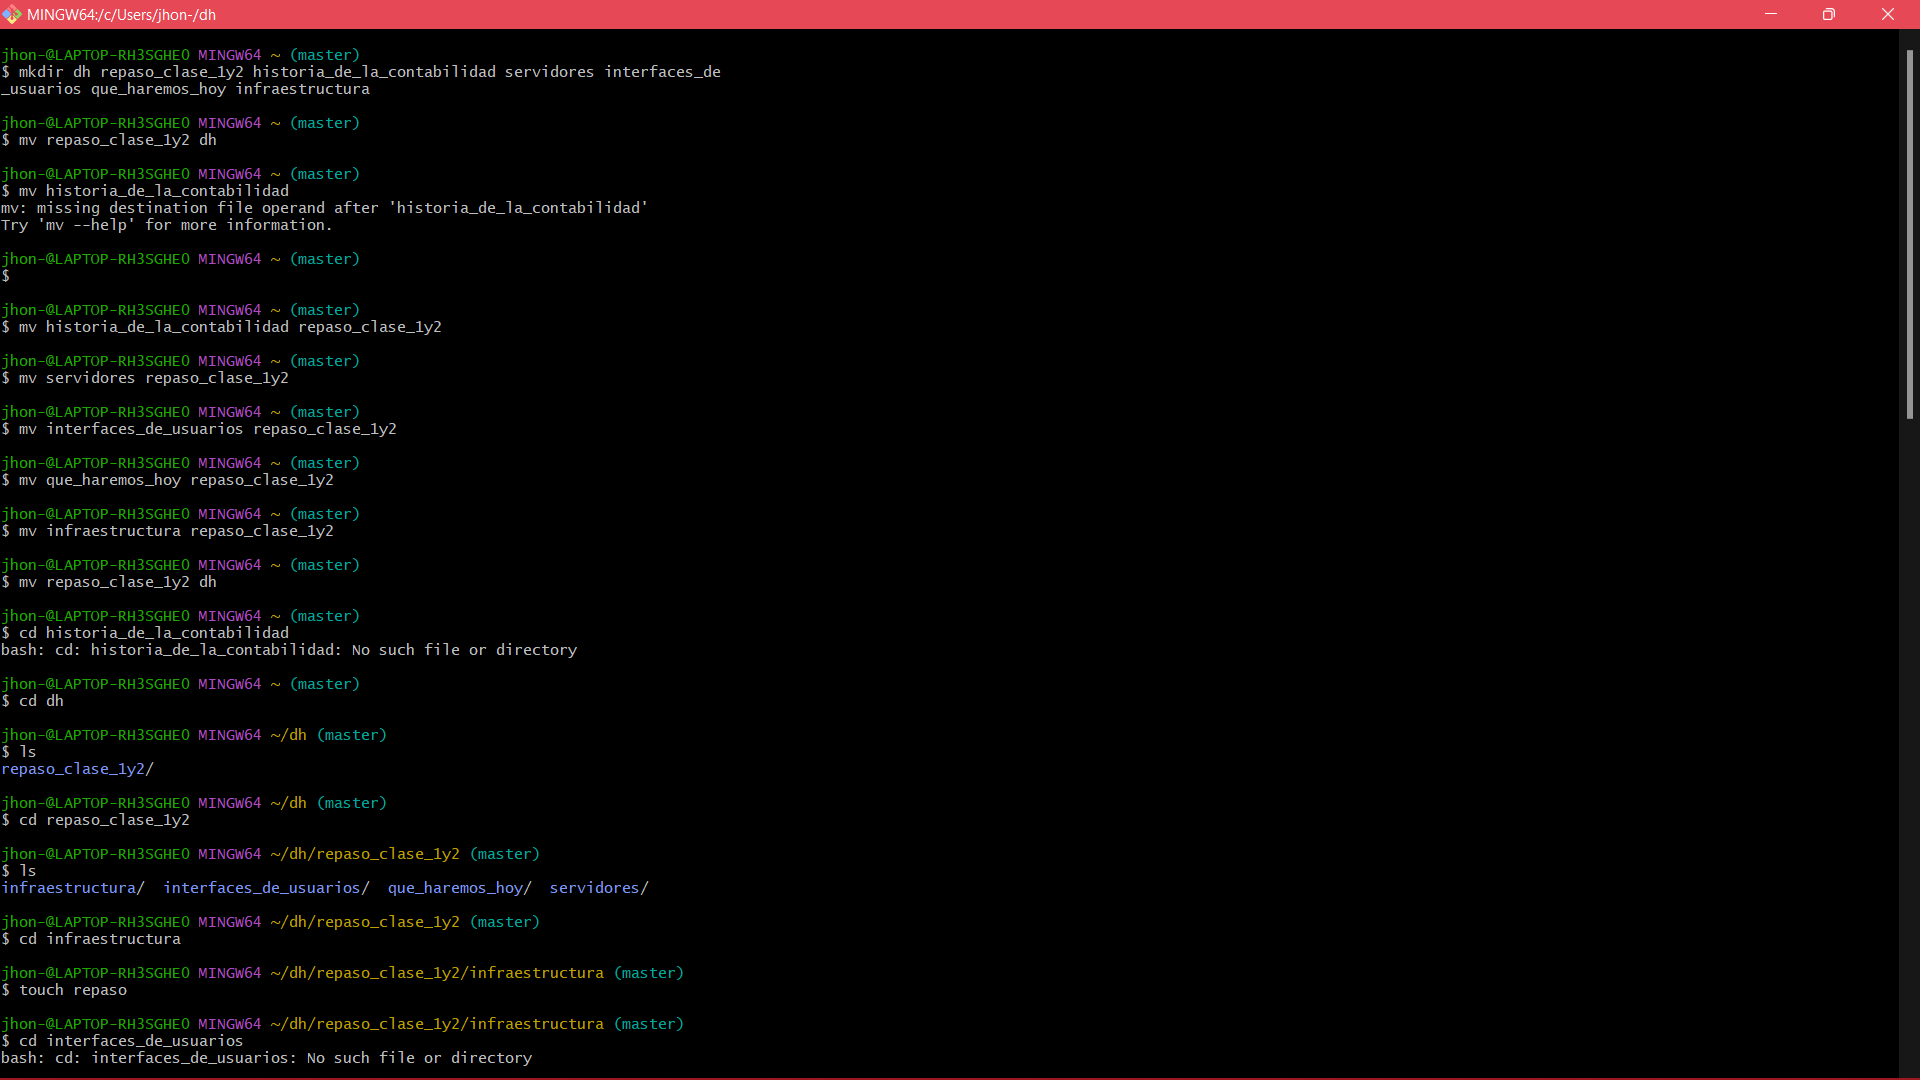 MINGW64:/c/Users/jhon-/dh
jhon-@LAPTOP-RH3SGHEO MINGW64 ~ (master)
$ mkdir dh repaso_clase_1y2 historia_de_la_contabilidad servidores interfaces_de
_usuarios que_haremos_hoy infraestructura
jhon-@LAPTOP-RH3SGHEO MINGW64 ~ (master)
$ mv repaso_clase_1y2 dh
jhon-@LAPTOP-RH3SGHEO MINGW64 ~ (master)
$ mv historia_de_la_contabilidad
mv: missing destination file operand after 'historia_de_la_contabilidad'
Try 'mv --help' for more information.
jhon-@LAPTOP-RH3SGHEO MINGW64 ~ (master)
$
jhon-@LAPTOP-RH3SGHEO MINGW64 ~ (master)
$ mv historia_de_la_contabilidad repaso_clase_1y2
jhon-@LAPTOP-RH3SGHEO MINGW64 ~ (master)
$ mv servidores repaso_clase_1y2
jhon-@LAPTOP-RH3SGHEO MINGW64 ~ (master)
$ mv interfaces_de_usuarios repaso_clase_1y2
jhon-@LAPTOP-RH3SGHEO MINGW64 ~ (master)
$ mv que_haremos_hoy repaso_clase_1y2
jhon-@LAPTOP-RH3SGHEO MINGW64 ~ (master)
$ mv infraestructura repaso_clase_1y2
jhon-@LAPTOP-RH3SGHEO MINGW64 ~ (master)
$ mv repaso_clase_1y2 dh
jhon-@LAPTOP-RH3SGHEO MINGW64 ~ (master)
$ cd historia_de_la_contabilidad
bash: cd: historia_de_la_contabilidad: No such file or directory
jhon-@LAPTOP-RH3SGHEO MINGW64 ~ (master)
$ cd dh
jhon-@LAPTOP-RH3SGHEO MINGW64 ~/dh (master)
$ ls
repaso_clase_1y2/
jhon-@LAPTOP-RH3SGHEO MINGW64 ~/dh (master)
$ cd repaso_clase_1y2
jhon-@LAPTOP-RH3SGHEO MINGW64 ~/dh/repaso_clase_1y2 (master)
$ ls
infraestructura/  interfaces_de_usuarios/  que_haremos_hoy/  servidores/
jhon-@LAPTOP-RH3SGHEO MINGW64 ~/dh/repaso_clase_1y2 (master)
$ cd infraestructura
jhon-@LAPTOP-RH3SGHEO MINGW64 ~/dh/repaso_clase_1y2/infraestructura (master)
$ touch repaso
jhon-@LAPTOP-RH3SGHEO MINGW64 ~/dh/repaso_clase_1y2/infraestructura (master)
$ cd interfaces_de_usuarios
bash: cd: interfaces_de_usuarios: No such file or directory